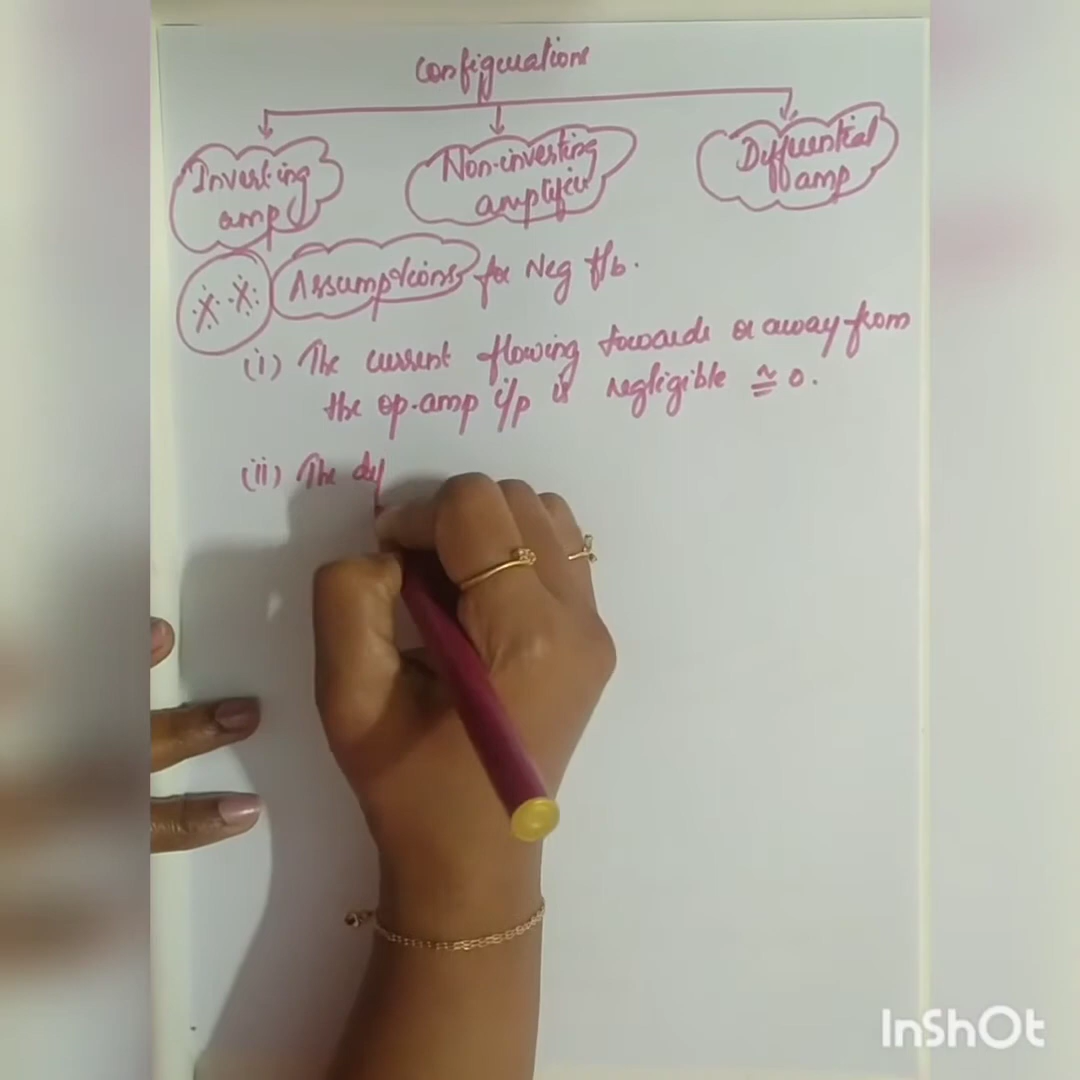 Configurations
Inverting
amp
Non-inverting
amplifier
Differential
amp
Assumptions for Neg f/b.
(i) The current flowing towards or away from
the op-amp i/p is negligible ≅ 0.
(ii) The
InShOt